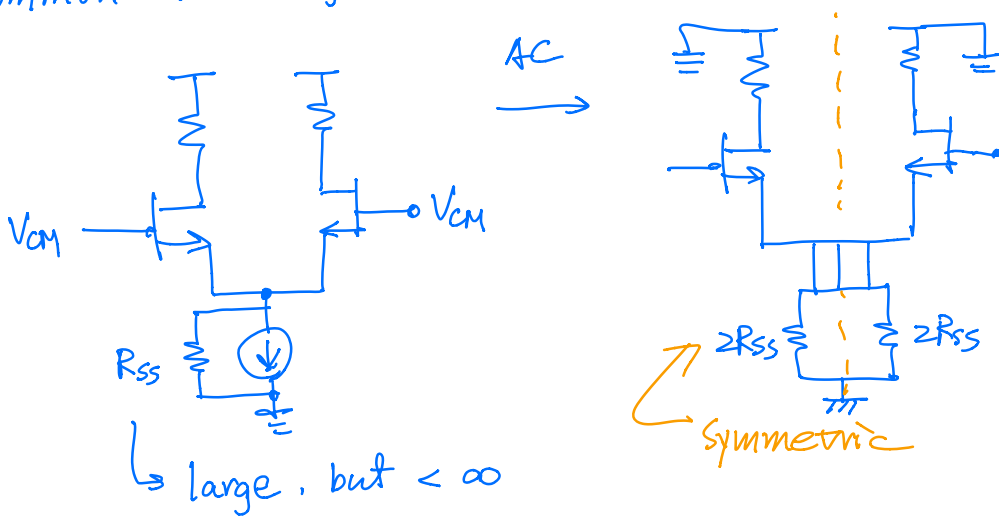 AC
V_CM
V_CM
R_SS
2R_SS
2R_SS
Symmetric
large, but < ∞